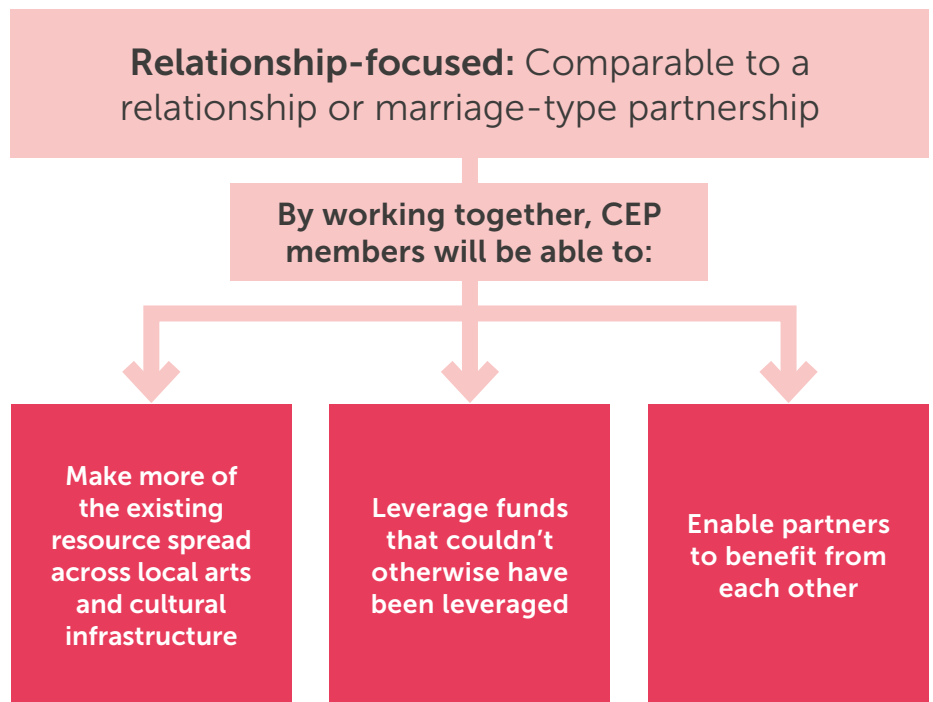 Relationship-focused: Comparable to a
relationship or marriage-type partnership
By working together, CEP
members will be able to:
Make more of
the existing
resource spread
across local arts
and cultural
infrastructure
Leverage funds
that couldn’t
otherwise have
been leveraged
Enable partners
to benefit from
each other